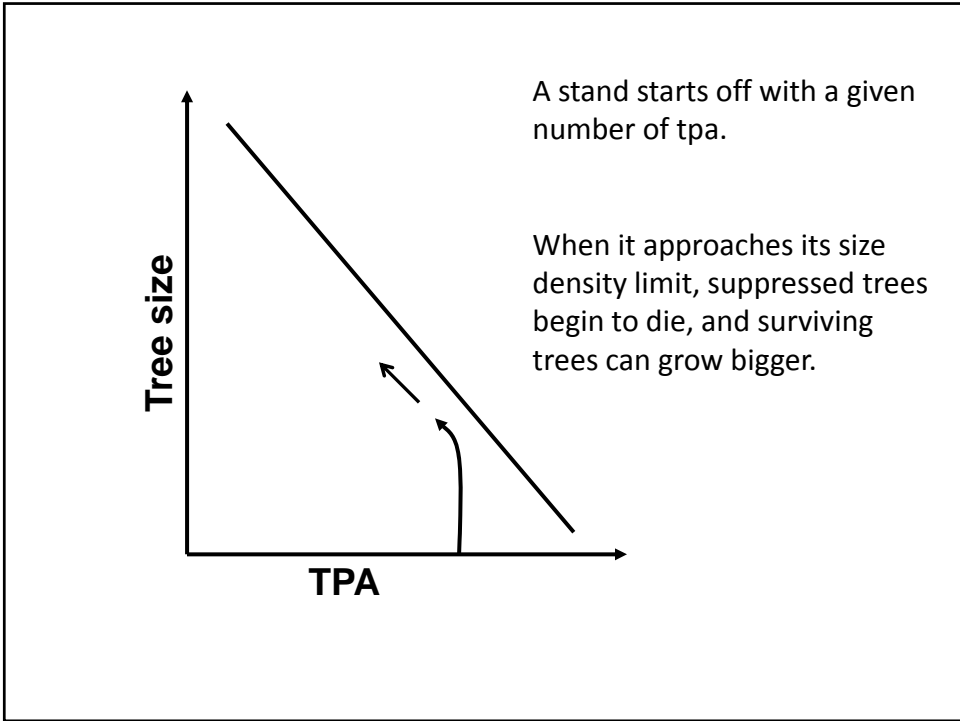 A stand starts off with a given
number of tpa.
When it approaches its size
density limit, suppressed trees
begin to die, and surviving
trees can grow bigger.
Tree size
TPA